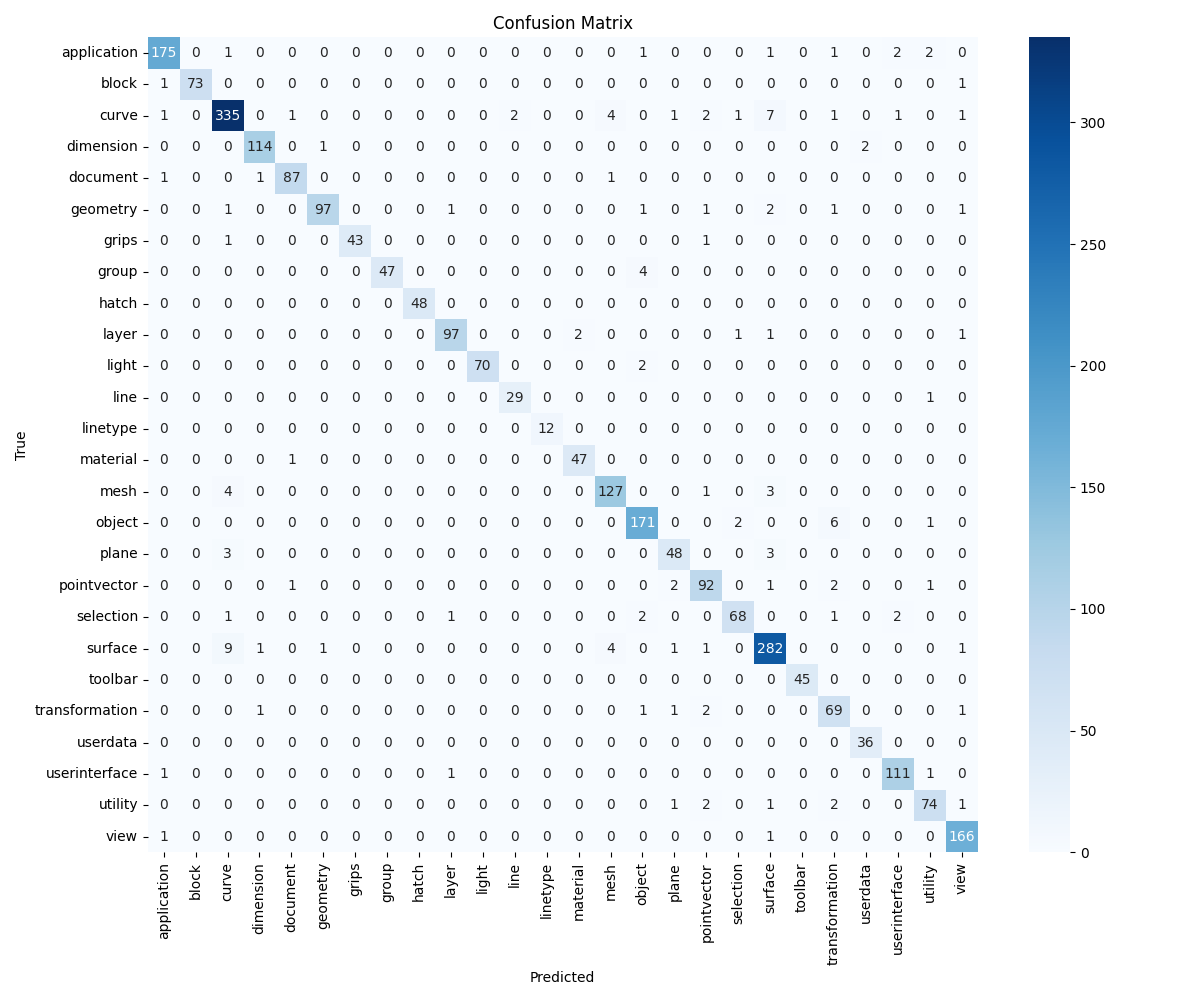 Confusion Matrix
application 175 0 1 0 0 0 0 0 0 0 0 0 0 0 0 1 0 0 0 1 0 1 0 2 2 0
block 1 73 0 0 0 0 0 0 0 0 0 0 0 0 0 0 0 0 0 0 0 0 0 0 0 1
curve 1 0 335 0 1 0 0 0 0 0 0 2 0 0 4 0 1 2 1 7 0 1 0 1 0 1
dimension 0 0 0 114 0 1 0 0 0 0 0 0 0 0 0 0 0 0 0 0 0 0 2 0 0 0
document 1 0 0 1 87 0 0 0 0 0 0 0 0 0 1 0 0 0 0 0 0 0 0 0 0 0
geometry 0 0 1 0 0 97 0 0 0 1 0 0 0 0 0 1 0 1 0 2 0 1 0 0 0 1
grips 0 0 1 0 0 0 43 0 0 0 0 0 0 0 0 0 0 1 0 0 0 0 0 0 0 0
group 0 0 0 0 0 0 0 47 0 0 0 0 0 0 0 4 0 0 0 0 0 0 0 0 0 0
hatch 0 0 0 0 0 0 0 0 48 0 0 0 0 0 0 0 0 0 0 0 0 0 0 0 0 0
layer 0 0 0 0 0 0 0 0 0 97 0 0 0 2 0 0 0 0 1 1 0 0 0 0 0 1
light 0 0 0 0 0 0 0 0 0 0 70 0 0 0 0 2 0 0 0 0 0 0 0 0 0 0
line 0 0 0 0 0 0 0 0 0 0 0 29 0 0 0 0 0 0 0 0 0 0 0 0 1 0
linetype 0 0 0 0 0 0 0 0 0 0 0 0 12 0 0 0 0 0 0 0 0 0 0 0 0 0
material 0 0 0 0 1 0 0 0 0 0 0 0 0 47 0 0 0 0 0 0 0 0 0 0 0 0
mesh 0 0 4 0 0 0 0 0 0 0 0 0 0 0 127 0 0 1 0 3 0 0 0 0 0 0
object 0 0 0 0 0 0 0 0 0 0 0 0 0 0 0 171 0 0 2 0 0 6 0 0 1 0
plane 0 0 3 0 0 0 0 0 0 0 0 0 0 0 0 0 48 0 0 3 0 0 0 0 0 0
pointvector 0 0 0 0 1 0 0 0 0 0 0 0 0 0 0 0 2 92 0 1 0 2 0 0 1 0
selection 0 0 1 0 0 0 0 0 0 1 0 0 0 0 0 2 0 0 68 0 0 1 0 2 0 0
surface 0 0 9 1 0 1 0 0 0 0 0 0 0 0 4 0 1 1 0 282 0 0 0 0 0 1
toolbar 0 0 0 0 0 0 0 0 0 0 0 0 0 0 0 0 0 0 0 0 45 0 0 0 0 0
transformation 0 0 0 1 0 0 0 0 0 0 0 0 0 0 0 1 1 2 0 0 0 69 0 0 0 1
userdata 0 0 0 0 0 0 0 0 0 0 0 0 0 0 0 0 0 0 0 0 0 0 36 0 0 0
userinterface 1 0 0 0 0 0 0 0 0 1 0 0 0 0 0 0 0 0 0 0 0 0 0 111 1 0
utility 0 0 0 0 0 0 0 0 0 0 0 0 0 0 0 0 1 2 0 1 0 2 0 0 74 1
view 1 0 0 0 0 0 0 0 0 0 0 0 0 0 0 0 0 0 0 1 0 0 0 0 0 166
application block curve dimension document geometry grips group hatch layer light line linetype material mesh object plane pointvector selection surface toolbar transformation userdata userinterface utility view
Predicted
True
300
250
200
150
100
50
0